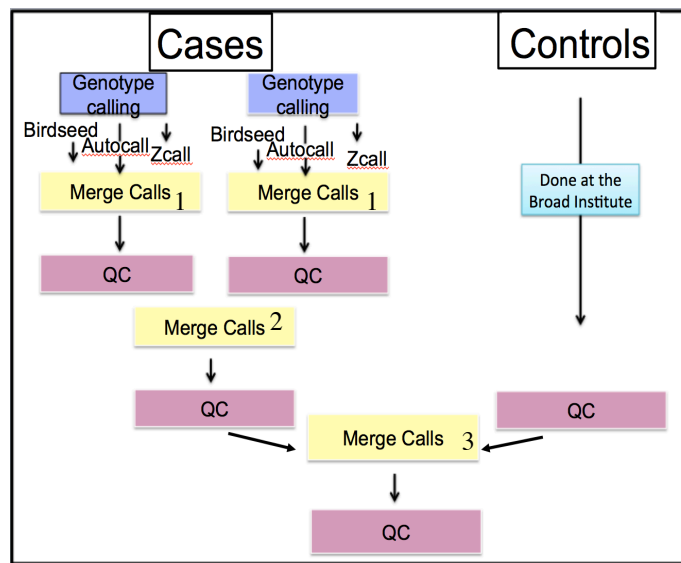 Cases
Controls
Genotype
calling
Genotype
calling
Birdseed
Autocall
Zcall
Birdseed
Autocall
Zcall
Merge Calls 1
Merge Calls 1
Done at the
Broad Institute
QC
QC
Merge Calls 2
QC
QC
Merge Calls 3
QC